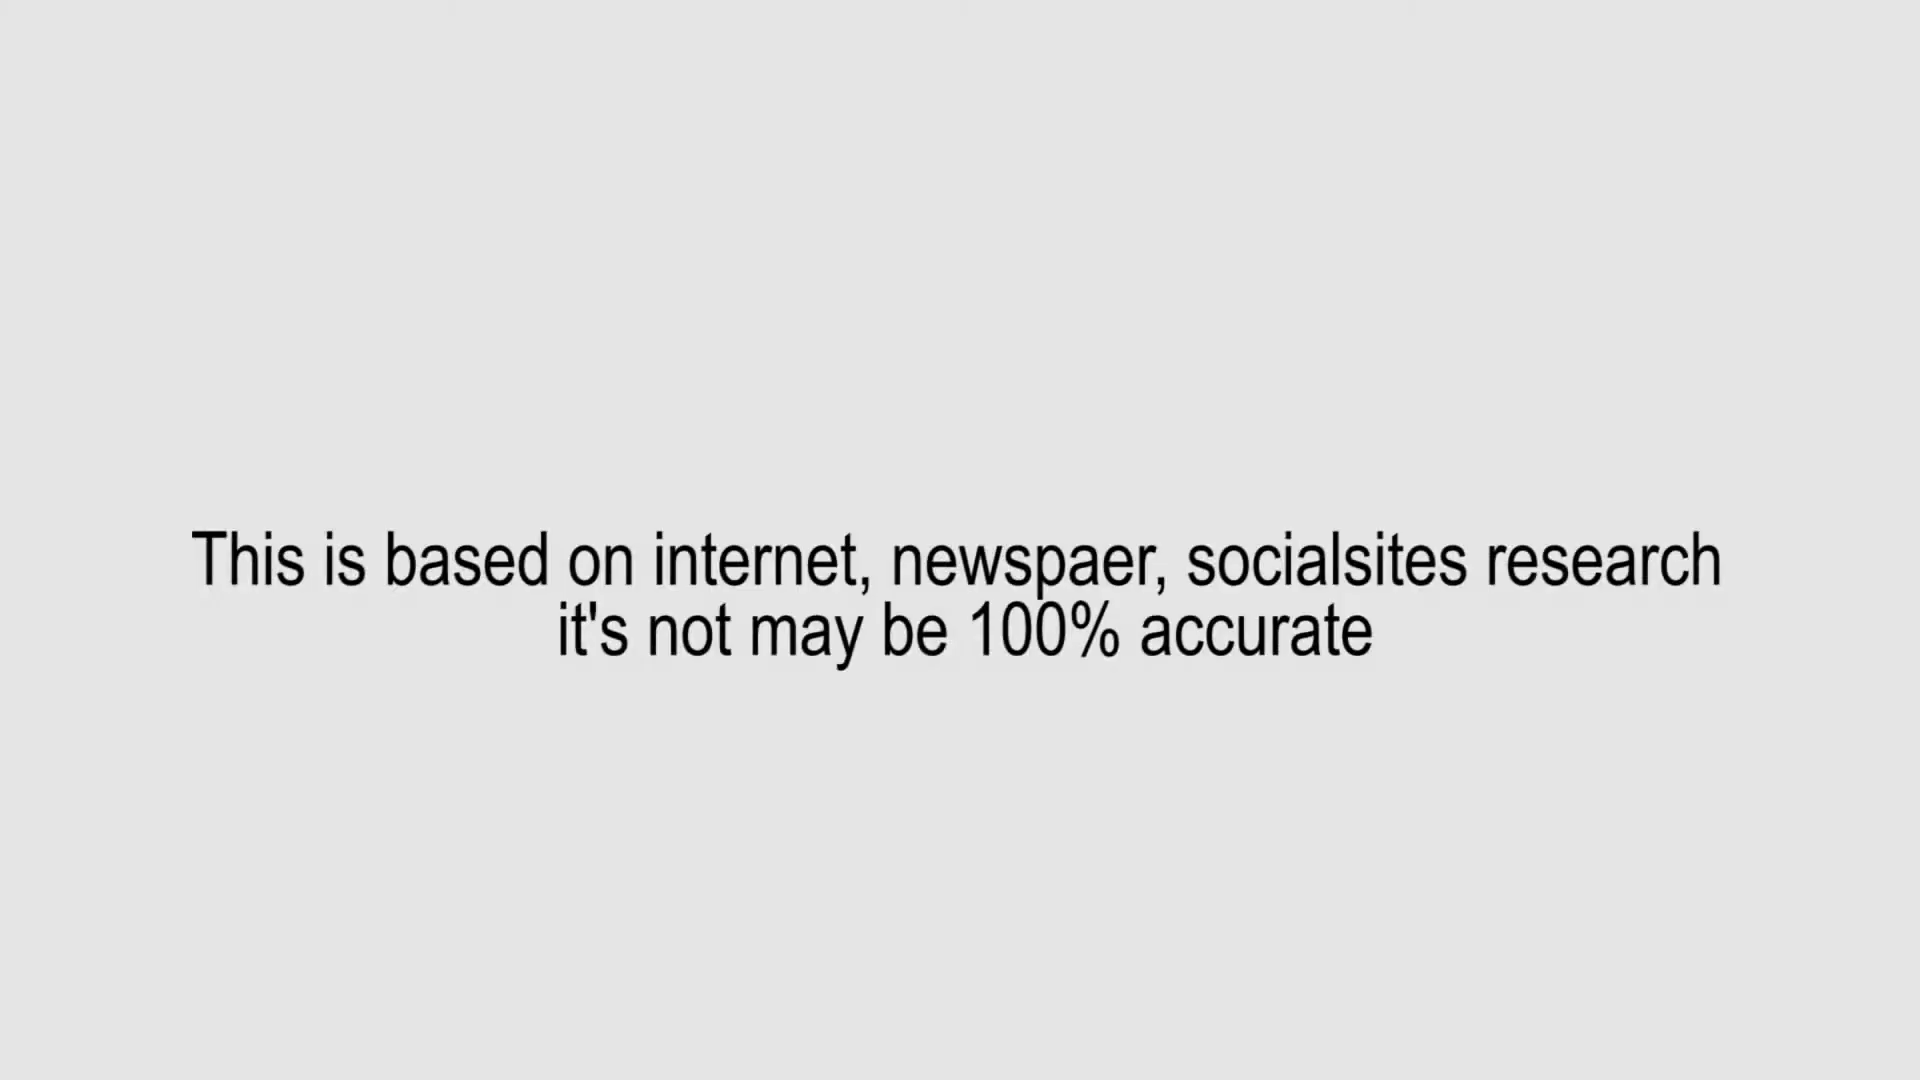 This is based on internet, newspaer, socialsites research
it's not may be 100% accurate